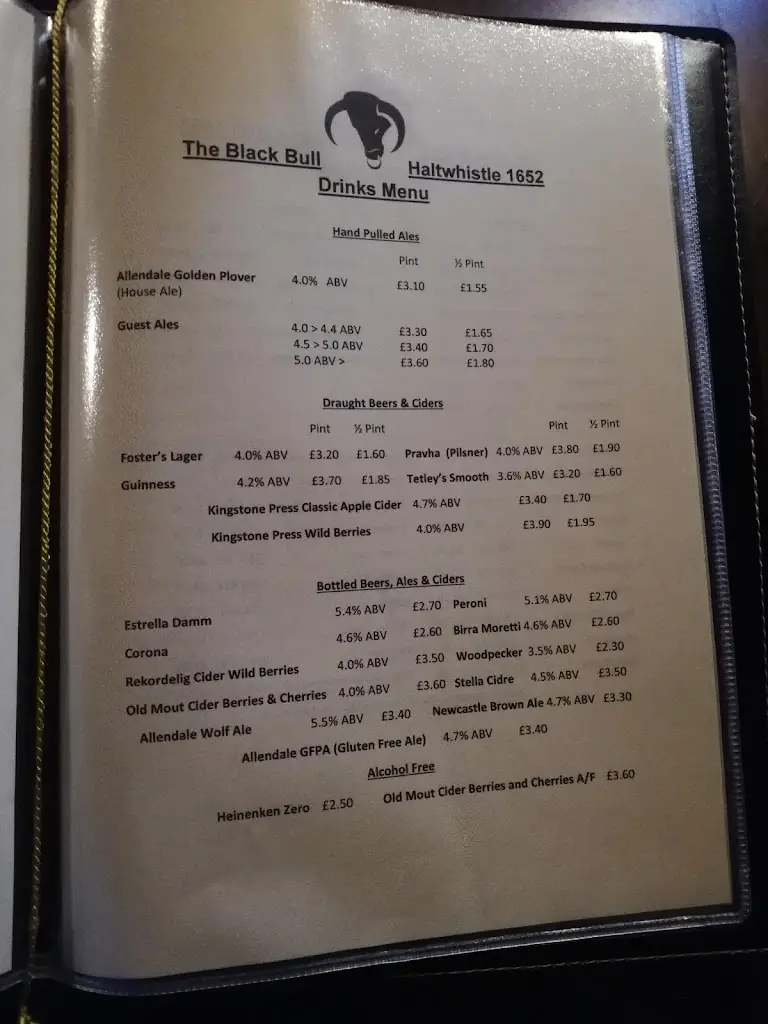 The Black Bull Haltwhistle 1652
Drinks Menu
Hand Pulled Ales
Pint ½ Pint
Allendale Golden Plover 4.0% ABV £3.10 £1.55
(House Ale)
Guest Ales 4.0 > 4.4 ABV £3.30 £1.65
4.5 > 5.0 ABV £3.40 £1.70
5.0 ABV > £3.60 £1.80
Draught Beers & Ciders
Pint ½ Pint Pint ½ Pint
Foster's Lager 4.0% ABV £3.20 £1.60 Pravha (Pilsner) 4.0% ABV £3.80 £1.90
Guinness 4.2% ABV £3.70 £1.85 Tetley's Smooth 3.6% ABV £3.20 £1.60
Kingstone Press Classic Apple Cider 4.7% ABV £3.40 £1.70
Kingstone Press Wild Berries 4.0% ABV £3.90 £1.95
Bottled Beers, Ales & Ciders
Estrella Damm 5.4% ABV £2.70 Peroni 5.1% ABV £2.70
Corona 4.6% ABV £2.60 Birra Moretti 4.6% ABV £2.60
Rekordelig Cider Wild Berries 4.0% ABV £3.50 Woodpecker 3.5% ABV £2.30
Old Mout Cider Berries & Cherries 4.0% ABV £3.60 Stella Cidre 4.5% ABV £3.50
Allendale Wolf Ale 5.5% ABV £3.40 Newcastle Brown Ale 4.7% ABV £3.30
Allendale GFPA (Gluten Free Ale) 4.7% ABV £3.40
Alcohol Free
Heinenken Zero £2.50 Old Mout Cider Berries and Cherries A/F £3.60